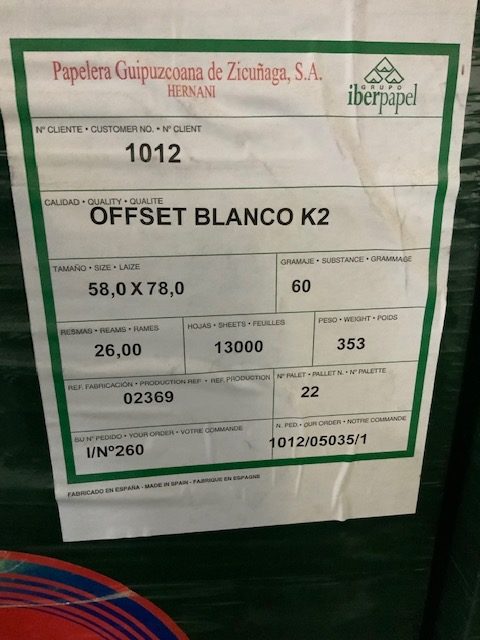 Papelera Guipuzcoana de Zicuñaga, S.A.
HERNANI
GRUPO
iberpapel
Nº CLIENTE • CUSTOMER NO. • Nº CLIENT
1012
CALIDAD • QUALITY • QUALITE
OFFSET BLANCO K2
TAMAÑO • SIZE • LAIZE
58,0 X 78,0
GRAMAJE • SUBSTANCE • GRAMMAGE
60
RESMAS • REAMS • RAMES
26,00
HOJAS • SHEETS • FEUILLES
13000
PESO • WEIGHT • POIDS
353
REF. FABRICACIÓN • PRODUCTION REF • REF. PRODUCTION
02369
Nº PALET • PALLET N. • Nº PALETTE
22
SU Nº PEDIDO • YOUR ORDER • VOTRE COMMANDE
I/Nº260
N. PED. • OUR ORDER • NOTRE COMMANDE
1012/05035/1
FABRICADO EN ESPAÑA - MADE IN SPAIN - FABRIQUE EN ESPAGNE